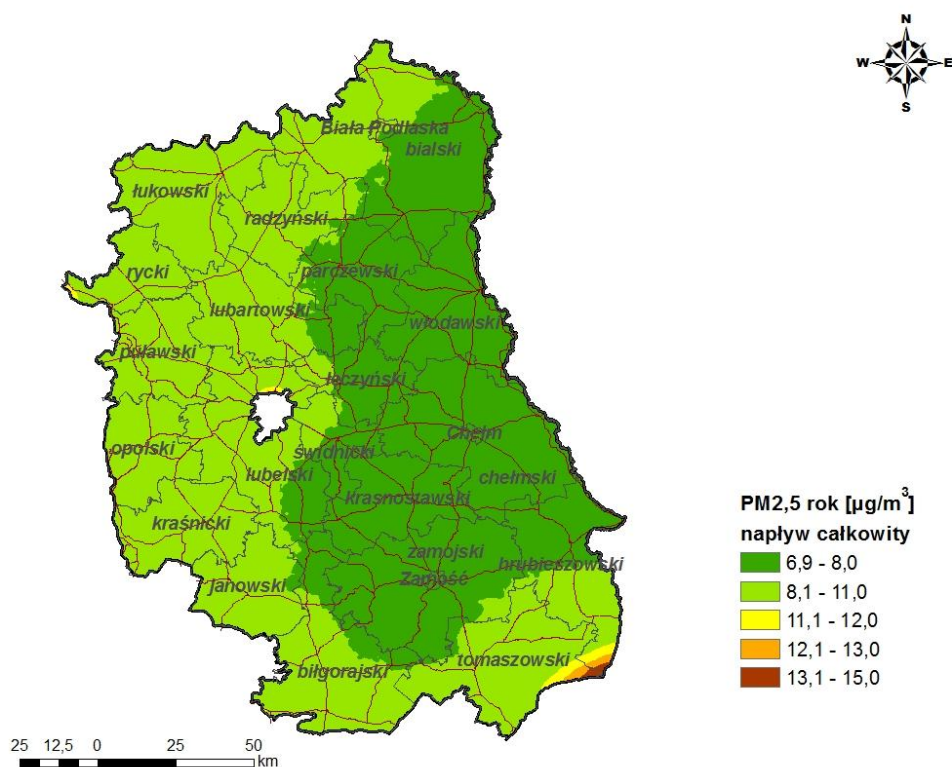 N
W E
S
Biała Podlaska
bialski
łukowski
radzyński
rycki
parczewski
lubartowski
włodawski
puławski
łęczyński
Chełm
opolski
świdnicki
lubelski
chełmski
krasnostawski
kraśnicki
zamojski
hrubieszowski
Zamość
janowski
tomaszowski
biłgorajski
PM2,5 rok [µg/m³]
napływ całkowity
6,9 - 8,0
8,1 - 11,0
11,1 - 12,0
12,1 - 13,0
13,1 - 15,0
25 12,5 0 25 50
km